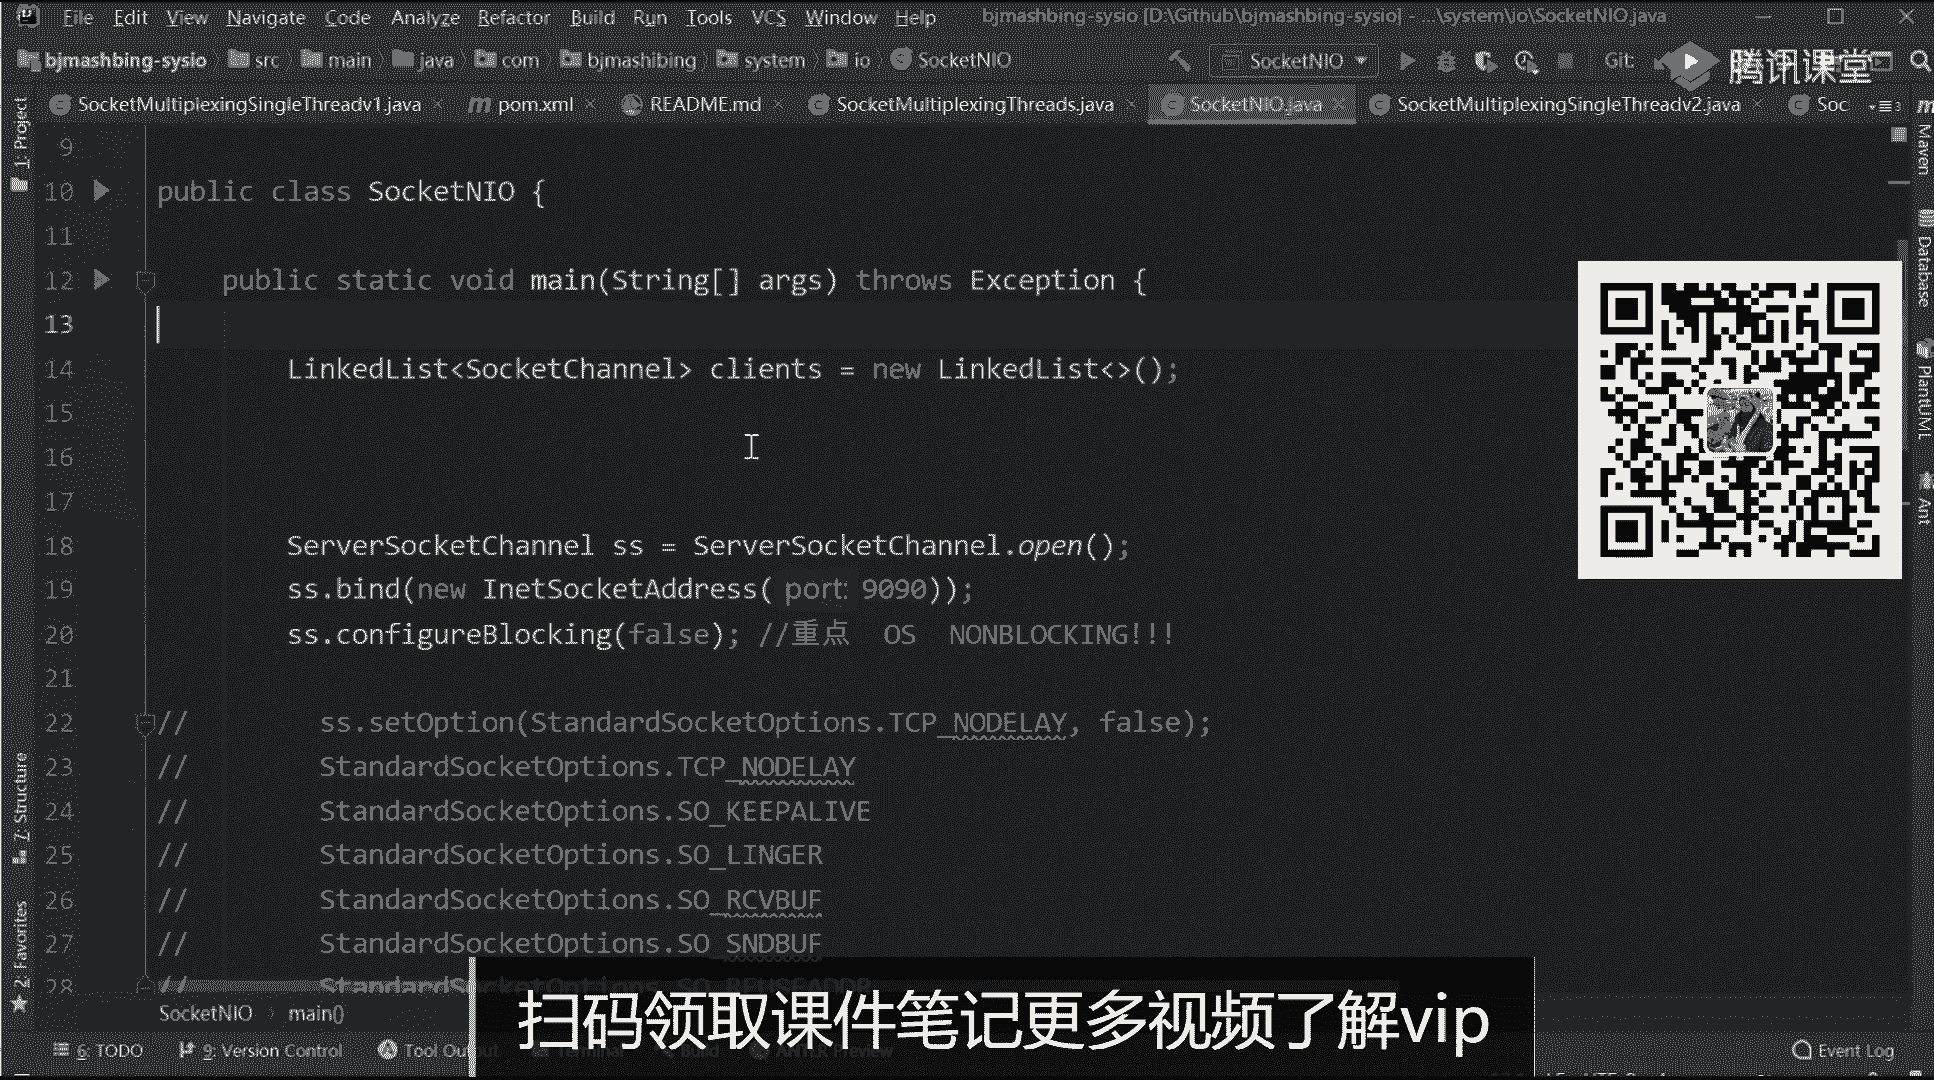 File Edit View Navigate Code Analyze Refactor Build Run Tools VCS Window Help bjmashbing-sysio [D:\Github\bjmashbing-sysio] - ...\system\io\SocketNIO.java
bjmashbing-sysio src main java com bjmashibing system io SocketNIO SocketNIO Git: 腾讯课堂
SocketMultiplexingSingleThreadv1.java pom.xml README.md SocketMultiplexingThreads.java SocketNIO.java SocketMultiplexingSingleThreadv2.java Soc
1: Project
Maven
Database
PlantUML
Ant
9
10 public class SocketNIO {
11
12 public static void main(String[] args) throws Exception {
13
14 LinkedList<SocketChannel> clients = new LinkedList<>();
15
16
17
18 ServerSocketChannel ss = ServerSocketChannel.open();
19 ss.bind(new InetSocketAddress( port: 9090));
20 ss.configureBlocking(false); //重点 OS NONBLOCKING!!!
21
22 // ss.setOption(StandardSocketOptions.TCP_NODELAY, false);
23 // StandardSocketOptions.TCP_NODELAY
24 // StandardSocketOptions.SO_KEEPALIVE
25 // StandardSocketOptions.SO_LINGER
26 // StandardSocketOptions.SO_RCVBUF
27 // StandardSocketOptions.SO_SNDBUF
28 // StandardSocketOptions.SO_REUSEADDR
7: Structure
2: Favorites
SocketNIO main()
扫码领取课件笔记更多视频了解vip
6: TODO 9: Version Control Tool Terminal Build ANTLR Preview Event Log